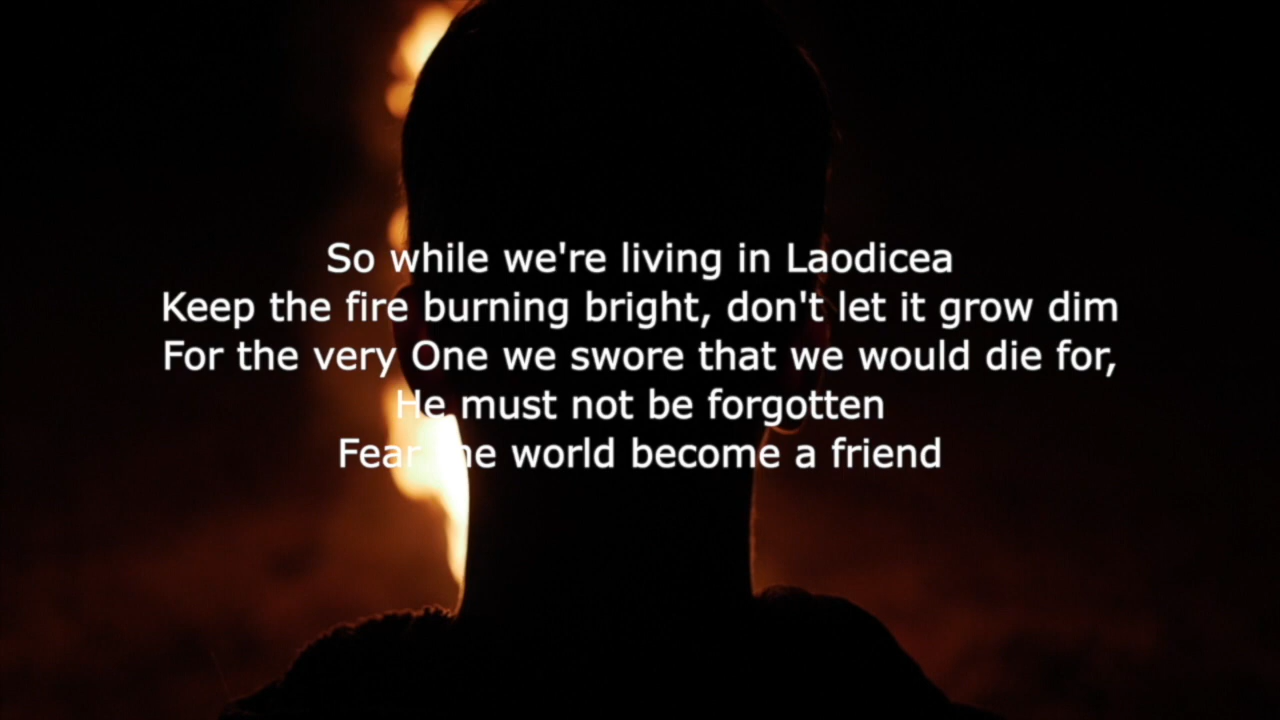 So while we're living in Laodicea
Keep the fire burning bright, don't let it grow dim
For the very One we swore that we would die for,
He must not be forgotten
Fear the world become a friend